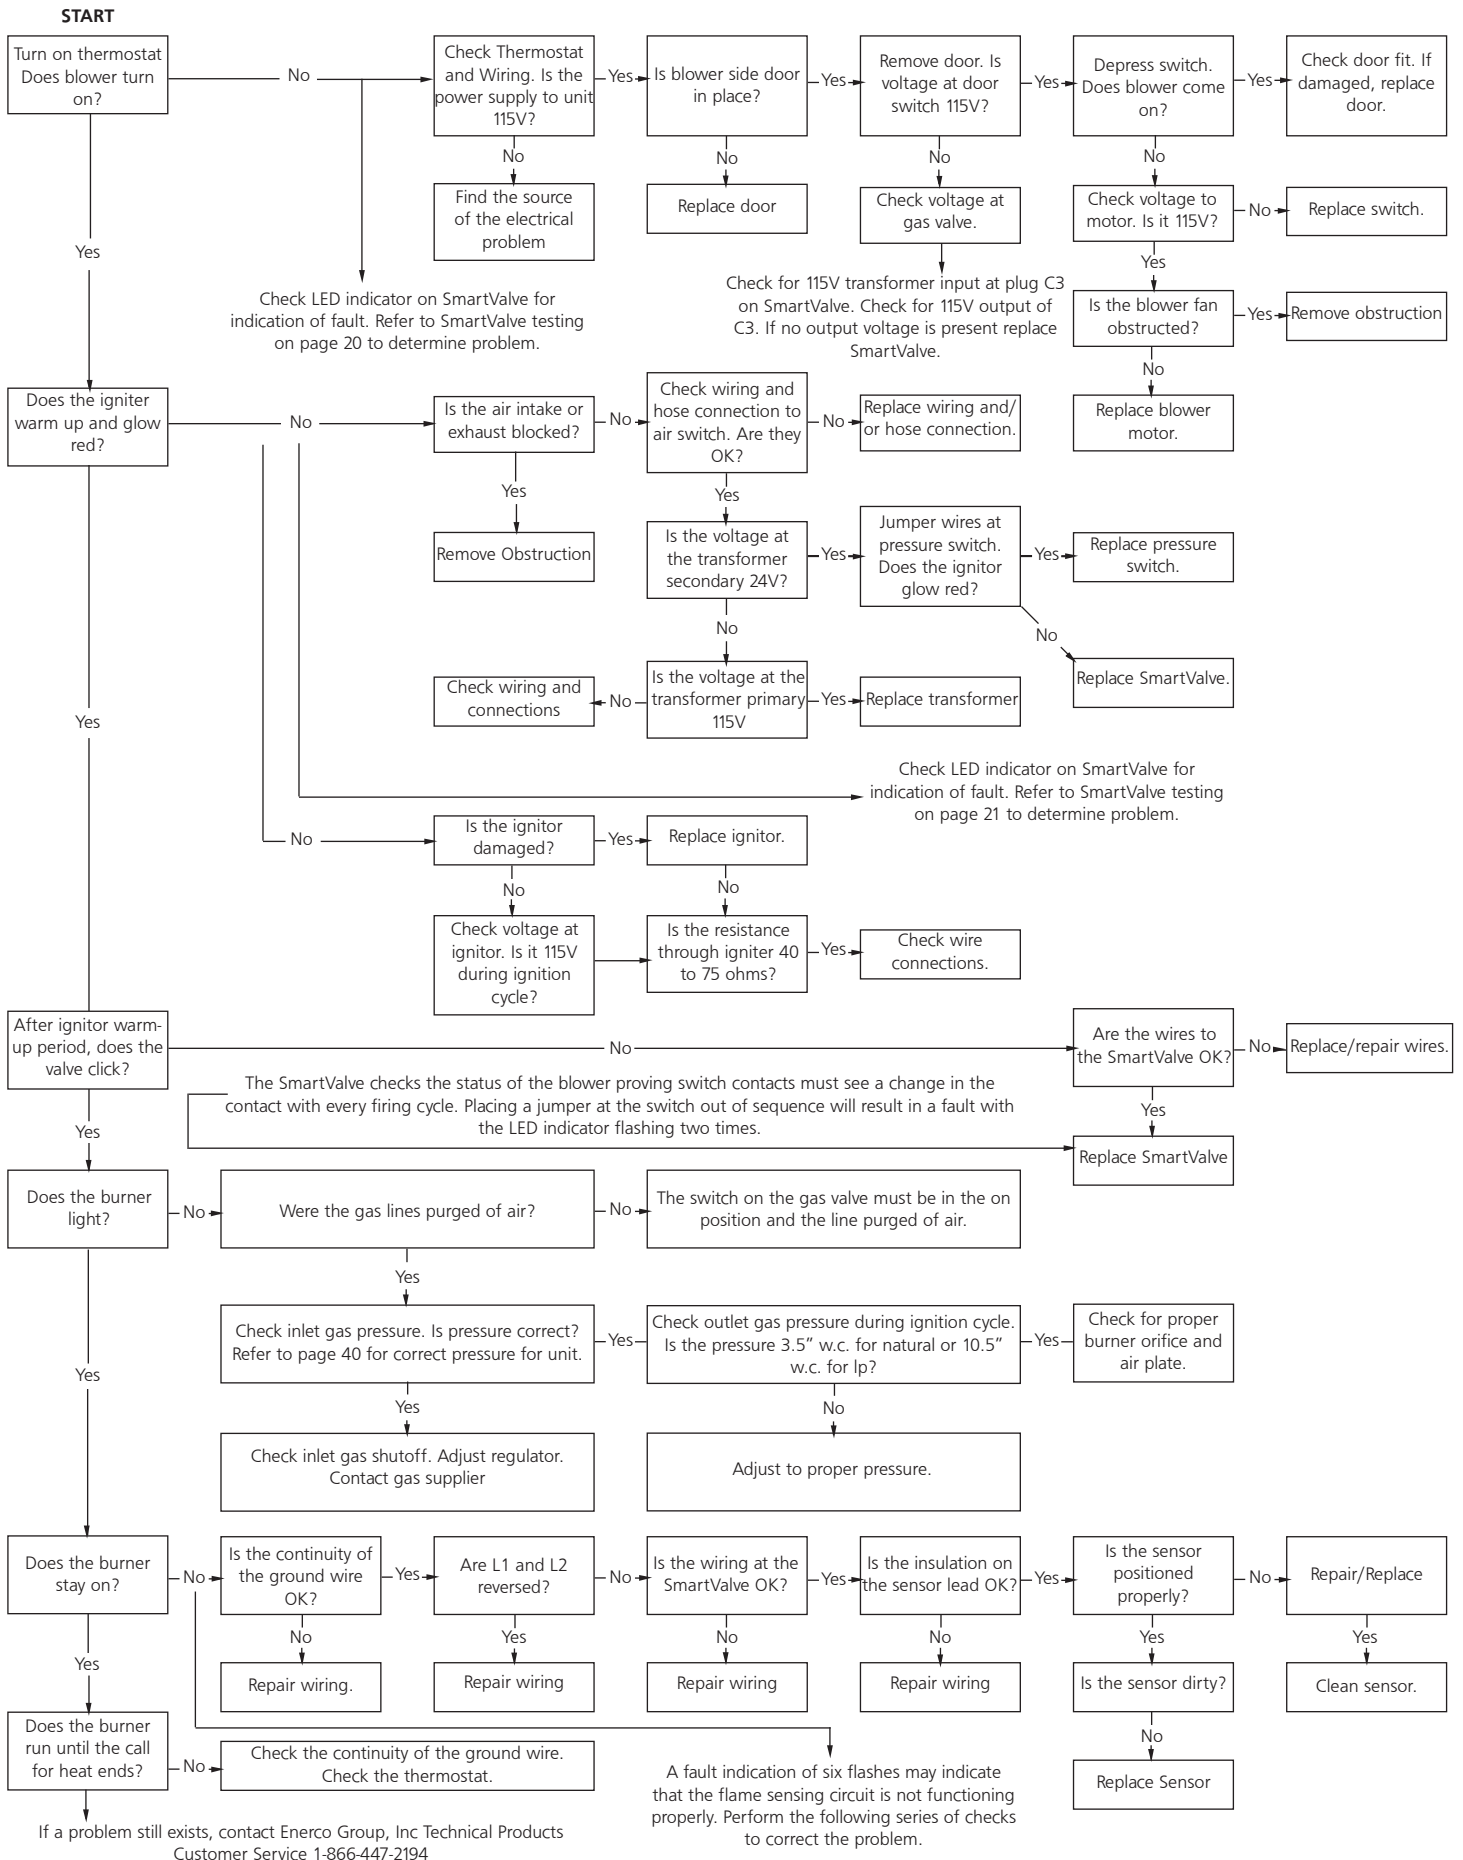 START
Turn on thermostat
Does blower turn
on?
No
Check Thermostat
and Wiring. Is the
power supply to unit
115V?
Yes
Is blower side door
in place?
Yes
Remove door. Is
voltage at door
switch 115V?
Yes
Depress switch.
Does blower come
on?
Yes
Check door fit. If
damaged, replace
door.
No
No
No
No
Find the source
of the electrical
problem
Replace door
Check voltage at
gas valve.
Check voltage to
motor. Is it 115V?
No
Replace switch.
Yes
Yes
Check LED indicator on SmartValve for
indication of fault. Refer to SmartValve testing
on page 20 to determine problem.
Check for 115V transformer input at plug C3
on SmartValve. Check for 115V output of
C3. If no output voltage is present replace
SmartValve.
Is the blower fan
obstructed?
Yes
Remove obstruction
No
Replace blower
motor.
Does the igniter
warm up and glow
red?
No
Is the air intake or
exhaust blocked?
No
Check wiring and
hose connection to
air switch. Are they
OK?
No
Replace wiring and/
or hose connection.
Yes
Yes
Remove Obstruction
Is the voltage at
the transformer
secondary 24V?
Yes
Jumper wires at
pressure switch.
Does the ignitor
glow red?
Yes
Replace pressure
switch.
No
No
Replace SmartValve.
Check wiring and
connections
No
Is the voltage at the
transformer primary
115V
Yes
Replace transformer
Yes
Check LED indicator on SmartValve for
indication of fault. Refer to SmartValve testing
on page 21 to determine problem.
No
Is the ignitor
damaged?
Yes
Replace ignitor.
No
No
Check voltage at
ignitor. Is it 115V
during ignition
cycle?
Is the resistance
through igniter 40
to 75 ohms?
Yes
Check wire
connections.
After ignitor warm-
up period, does the
valve click?
No
Are the wires to
the SmartValve OK?
No
Replace/repair wires.
The SmartValve checks the status of the blower proving switch contacts must see a change in the
contact with every firing cycle. Placing a jumper at the switch out of sequence will result in a fault with
the LED indicator flashing two times.
Yes
Yes
Replace SmartValve
Does the burner
light?
No
Were the gas lines purged of air?
No
The switch on the gas valve must be in the on
position and the line purged of air.
Yes
Check inlet gas pressure. Is pressure correct?
Refer to page 40 for correct pressure for unit.
Yes
Check outlet gas pressure during ignition cycle.
Is the pressure 3.5” w.c. for natural or 10.5”
w.c. for lp?
Yes
Check for proper
burner orifice and
air plate.
Yes
Yes
No
Check inlet gas shutoff. Adjust regulator.
Contact gas supplier
Adjust to proper pressure.
Does the burner
stay on?
No
Is the continuity of
the ground wire
OK?
Yes
Are L1 and L2
reversed?
No
Is the wiring at the
SmartValve OK?
Yes
Is the insulation on
the sensor lead OK?
Yes
Is the sensor
positioned
properly?
No
Repair/Replace
Yes
No
Yes
No
No
Yes
Yes
Repair wiring.
Repair wiring
Repair wiring
Repair wiring
Is the sensor dirty?
Clean sensor.
Does the burner
run until the call
for heat ends?
No
Check the continuity of the ground wire.
Check the thermostat.
No
Replace Sensor
A fault indication of six flashes may indicate
that the flame sensing circuit is not functioning
properly. Perform the following series of checks
to correct the problem.
If a problem still exists, contact Enerco Group, Inc Technical Products
Customer Service 1-866-447-2194